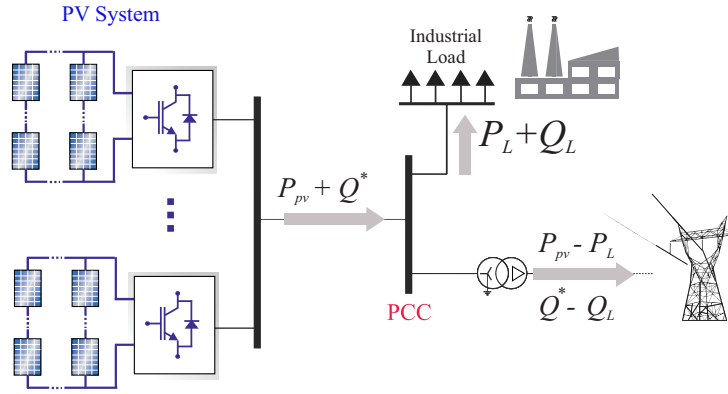 PV System
Industrial
Load
P_L + Q_L
P_pv + Q^*
P_pv - P_L
Q^* - Q_L
PCC